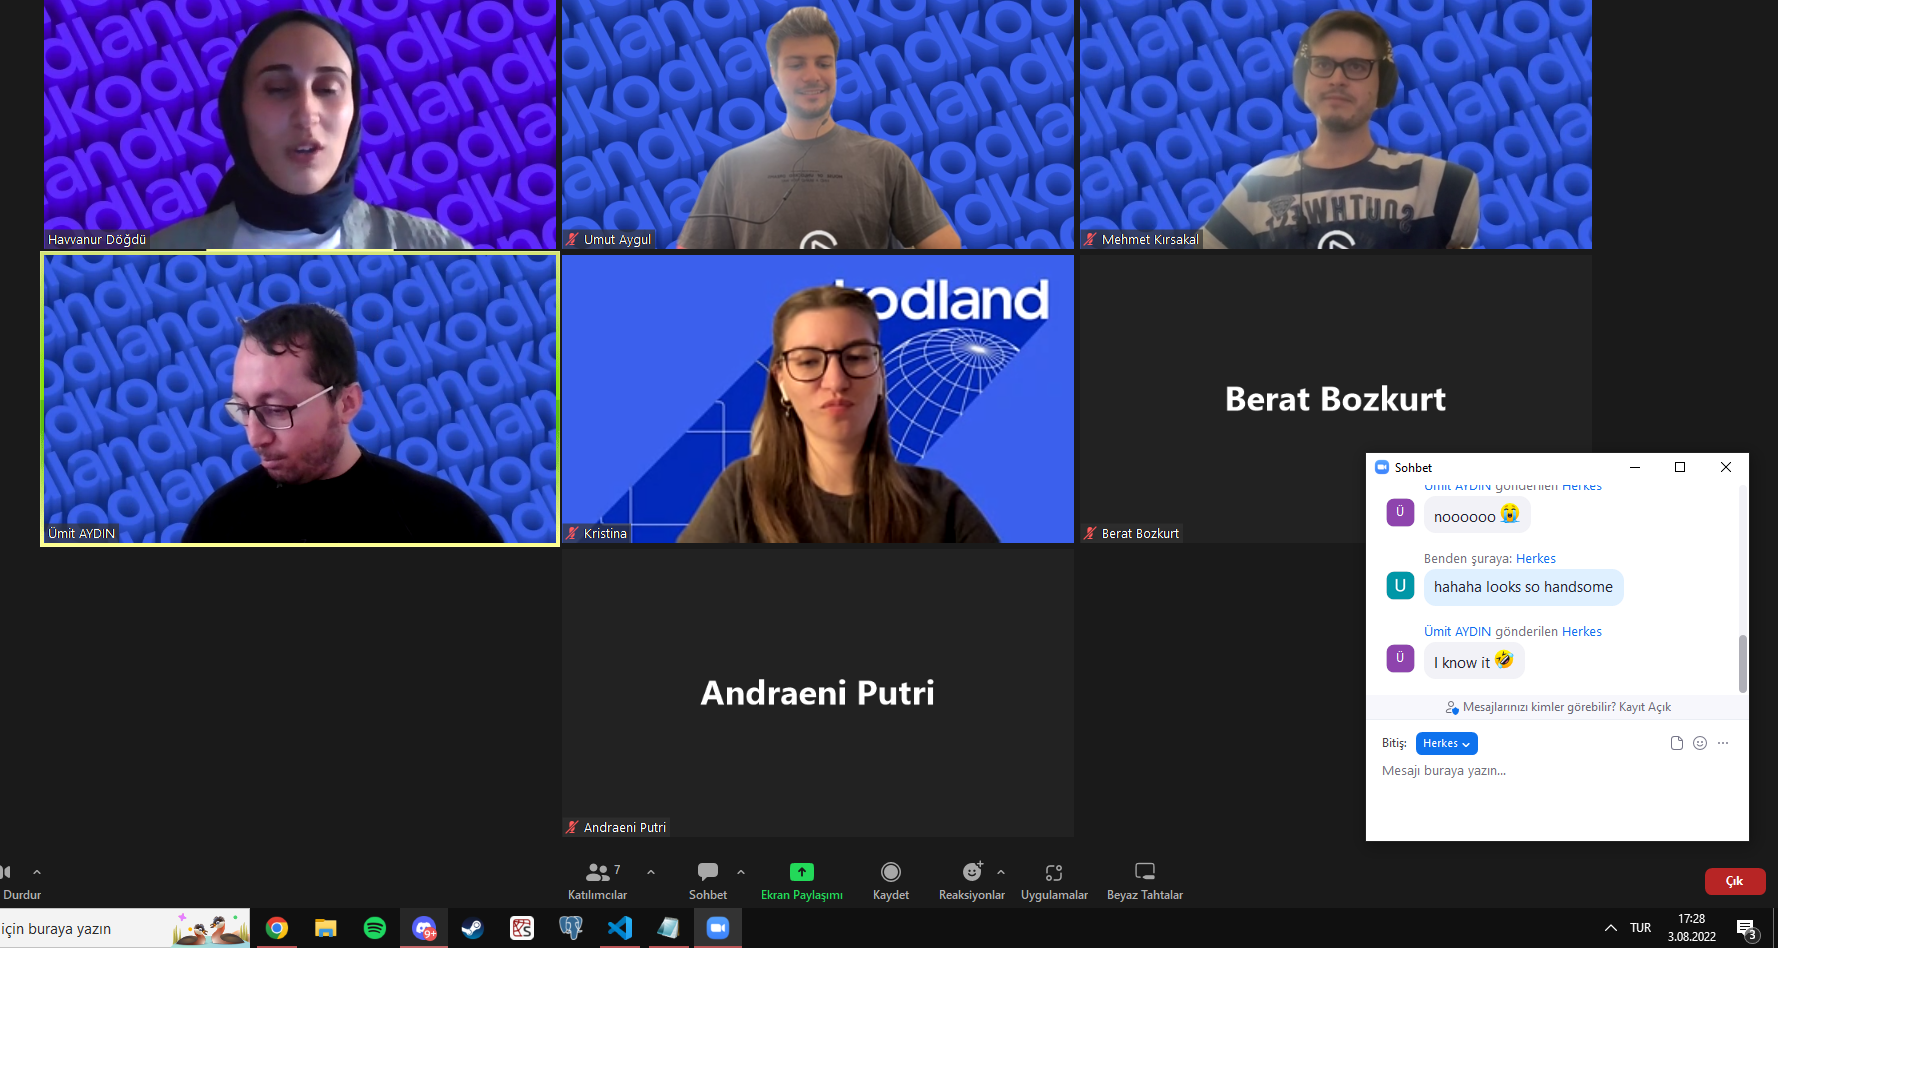 kodland
Havvanur Döğdü
Umut Aygul
SOUTHWE
Mehmet Kırsakal
Ümit AYDIN
kodland
Kristina
Berat Bozkurt
Berat Bozkurt
Andraeni Putri
Andraeni Putri
Sohbet
Ümit AYDIN gönderilen Herkes
Ü
noooooo 😭
Benden şuraya: Herkes
U
hahaha looks so handsome
Ümit AYDIN gönderilen Herkes
Ü
I know it 🤣
Mesajlarınızı kimler görebilir? Kayıt Açık
Bitiş: Herkes
Mesajı buraya yazın...
Durdur
7
Katılımcılar
Sohbet
Ekran Paylaşımı
Kaydet
Reaksiyonlar
Uygulamalar
Beyaz Tahtalar
Çık
için buraya yazın
9+
TUR
17:28
3.08.2022
3